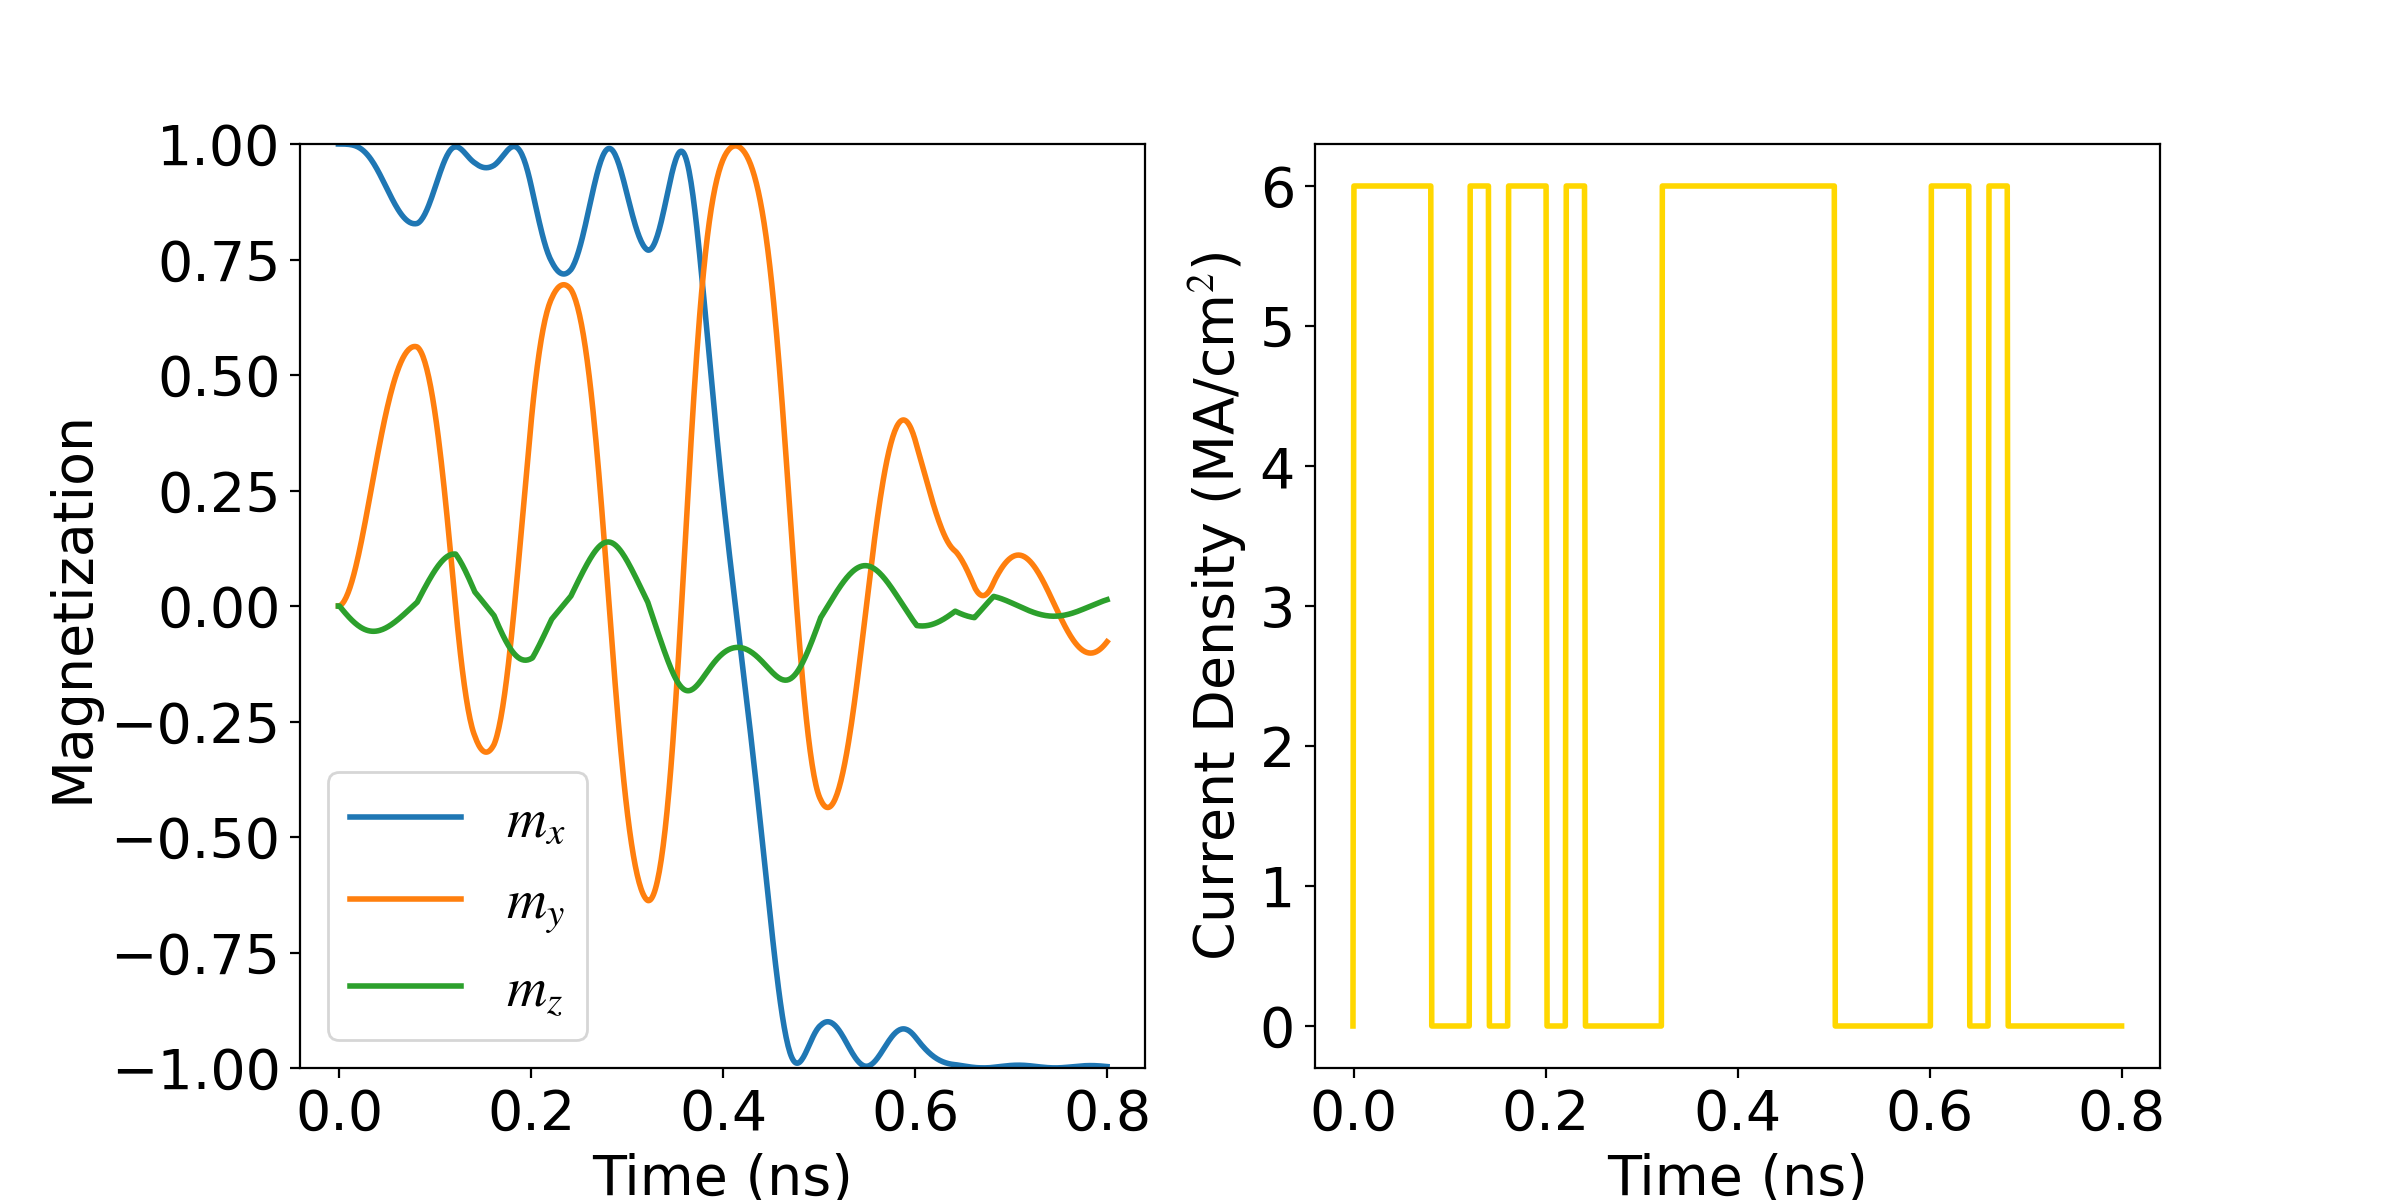 Magnetization
1.00
0.75
0.50
0.25
0.00
−0.25
−0.50
−0.75
−1.00
m_x
m_y
m_z
0.0 0.2 0.4 0.6 0.8
Time (ns)
Current Density (MA/cm²)
6
5
4
3
2
1
0
0.0 0.2 0.4 0.6 0.8
Time (ns)